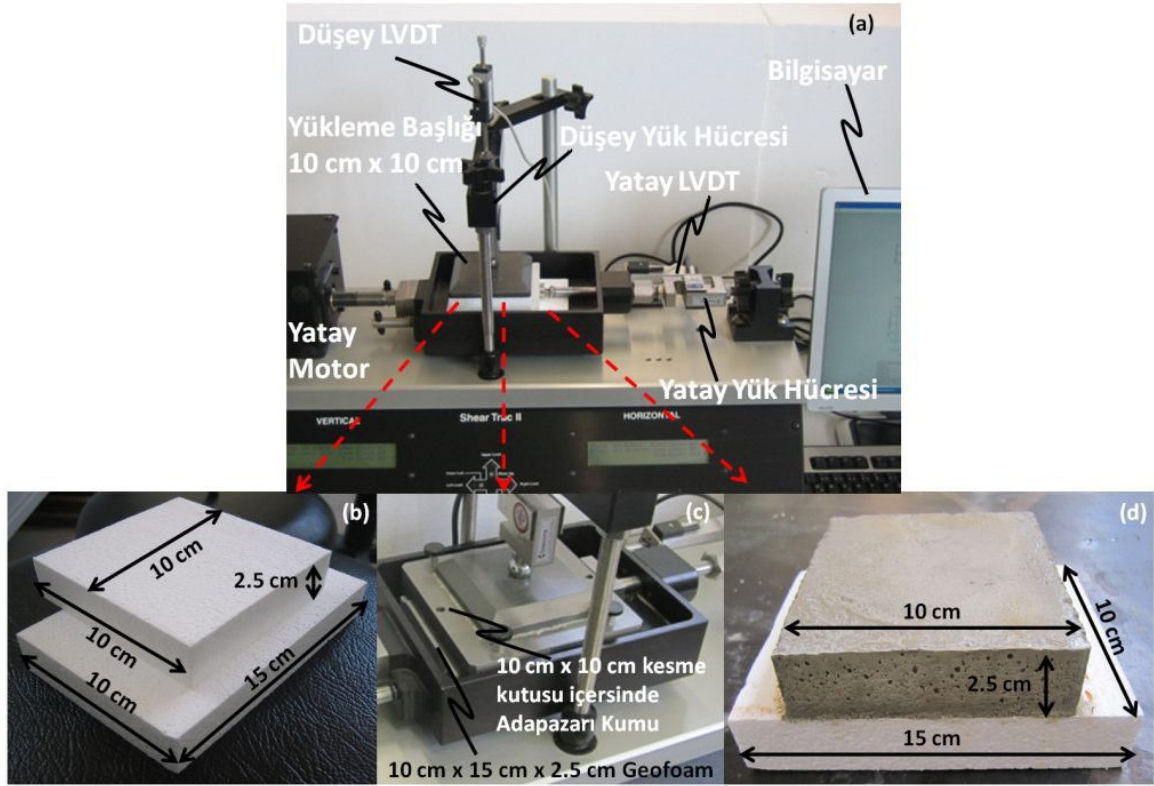 (a)
Düşey LVDT
Bilgisayar
Yükleme Başlığı
10 cm x 10 cm
Düşey Yük Hücresi
Yatay LVDT
Yatay
Motor
Yatay Yük Hücresi
VERTICAL
Shear Trac II
HORIZONTAL
(b)
10 cm
2.5 cm
10 cm
15 cm
10 cm
(c)
10 cm x 10 cm kesme
kutusu içersinde
Adapazarı Kumu
10 cm x 15 cm x 2.5 cm Geofoam
(d)
10 cm
10 cm
2.5 cm
15 cm